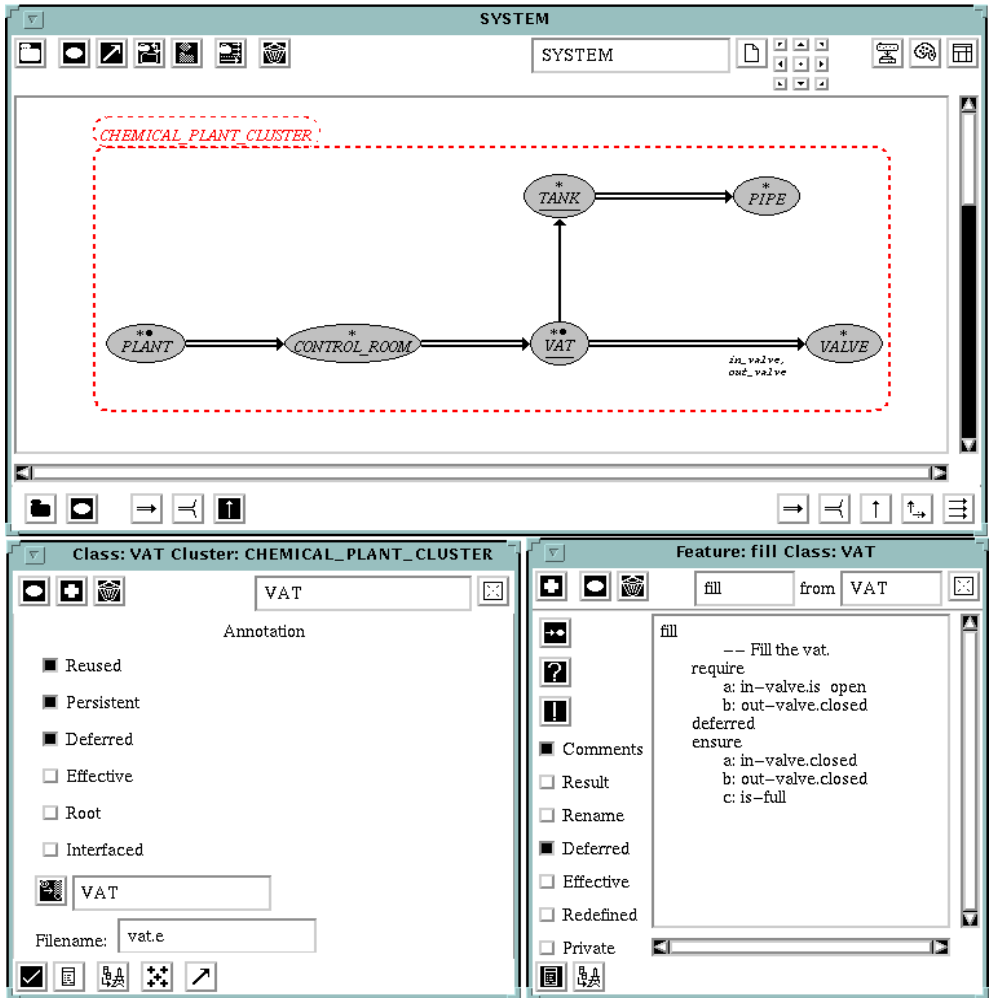 SYSTEM
SYSTEM
CHEMICAL_PLANT_CLUSTER
*
TANK
*
PIPE
*●
PLANT
*
CONTROL_ROOM
*●
VAT
*
VALVE
in_valve,
out_valve
Class: VAT Cluster: CHEMICAL_PLANT_CLUSTER
VAT
Annotation
Reused
Persistent
Deferred
Effective
Root
Interfaced
VAT
Filename: vat.e
Feature: fill Class: VAT
fill from VAT
fill
−− Fill the vat.
require
a: in−valve.is open
b: out−valve.closed
deferred
ensure
a: in−valve.closed
b: out−valve.closed
c: is−full
?
!
Comments
Result
Rename
Deferred
Effective
Redefined
Private